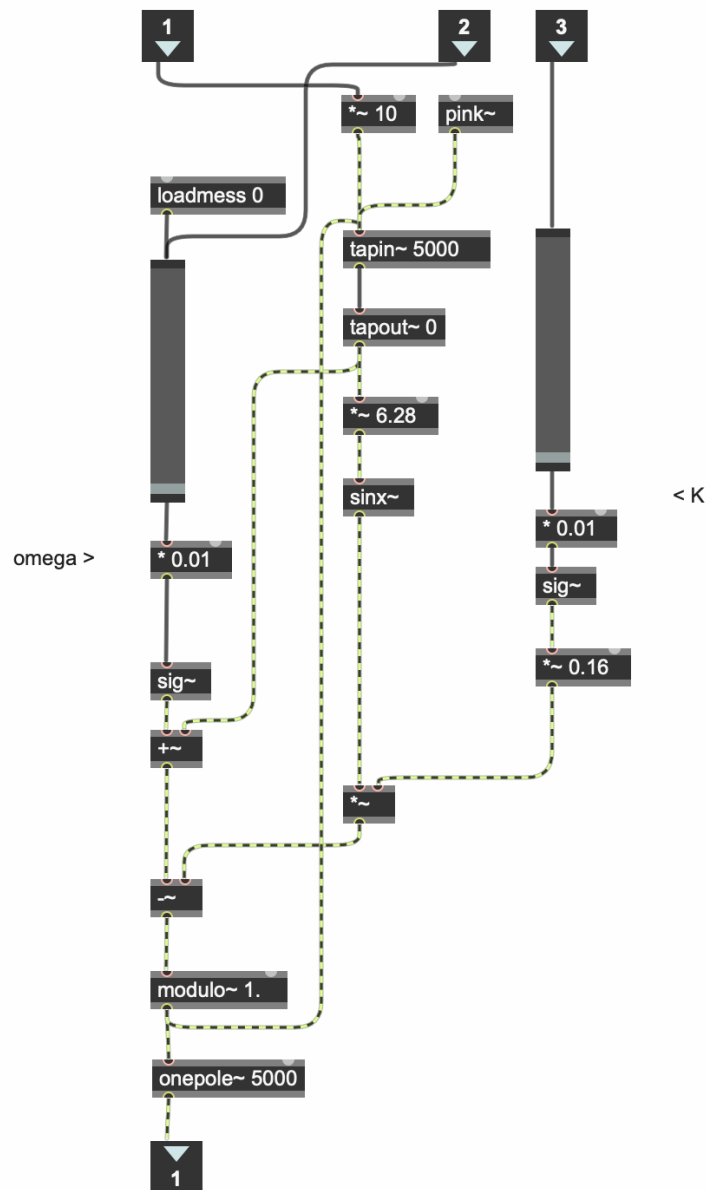 1
2
3
*~ 10
pink~
loadmess 0
tapin~ 5000
tapout~ 0
*~ 6.28
sinx~
< K
* 0.01
omega >
* 0.01
sig~
*~ 0.16
sig~
+~
*~
-~
modulo~ 1.
onepole~ 5000
1